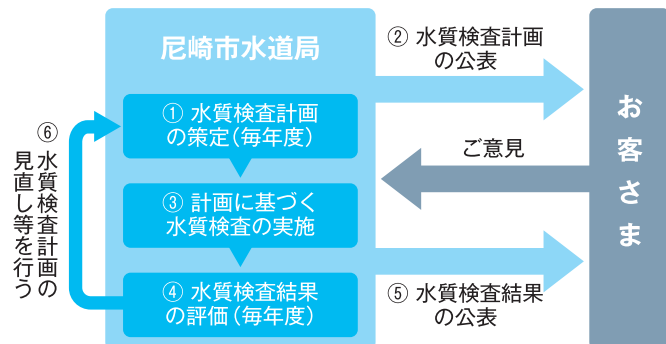 尼崎市水道局
① 水質検査計画
の策定(毎年度)
③ 計画に基づく
水質検査の実施
④ 水質検査結果
の評価(毎年度)
⑥ 水質検査計画の
見直し等を行う
② 水質検査計画
の公表
ご意見
⑤ 水質検査結果
の公表
お客さま